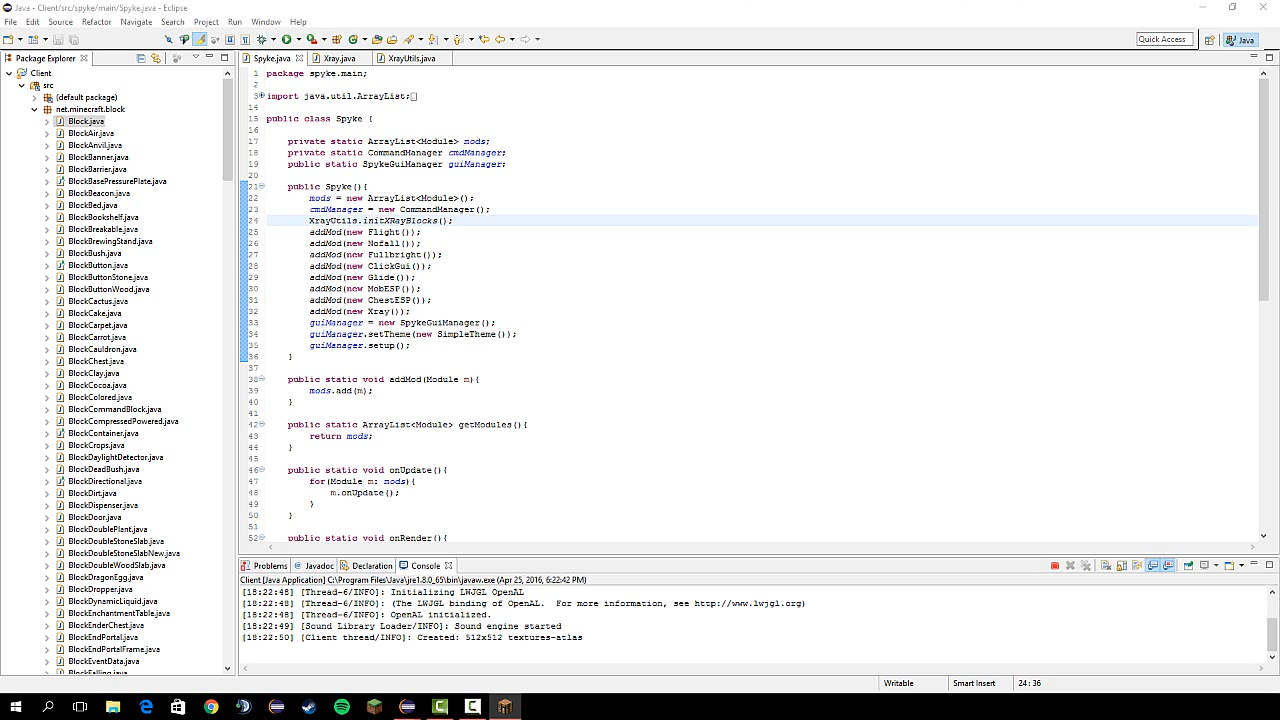 Java - Client/src/spyke/main/Spyke.java - Eclipse
File Edit Source Refactor Navigate Search Project Run Window Help
Quick Access Java
Package Explorer
Client
src
(default package)
net.minecraft.block
Block.java
BlockAir.java
BlockAnvil.java
BlockBanner.java
BlockBarrier.java
BlockBasePressurePlate.java
BlockBeacon.java
BlockBed.java
BlockBookshelf.java
BlockBreakable.java
BlockBrewingStand.java
BlockBush.java
BlockButton.java
BlockButtonStone.java
BlockButtonWood.java
BlockCactus.java
BlockCake.java
BlockCarpet.java
BlockCarrot.java
BlockCauldron.java
BlockChest.java
BlockClay.java
BlockCocoa.java
BlockColored.java
BlockCommandBlock.java
BlockCompressedPowered.java
BlockContainer.java
BlockCrops.java
BlockDaylightDetector.java
BlockDeadBush.java
BlockDirectional.java
BlockDirt.java
BlockDispenser.java
BlockDoor.java
BlockDoublePlant.java
BlockDoubleStoneSlab.java
BlockDoubleStoneSlabNew.java
BlockDoubleWoodSlab.java
BlockDragonEgg.java
BlockDropper.java
BlockDynamicLiquid.java
BlockEnchantmentTable.java
BlockEnderChest.java
BlockEndPortal.java
BlockEndPortalFrame.java
BlockEventData.java
BlockFalling.java
Spyke.java Xray.java XrayUtils.java
1 package spyke.main;
2
3 import java.util.ArrayList;
14
15 public class Spyke {
16
17 private static ArrayList<Module> mods;
18 private static CommandManager cmdManager;
19 public static SpykeGuiManager guiManager;
20
21 public Spyke(){
22 mods = new ArrayList<Module>();
23 cmdManager = new CommandManager();
24 XrayUtils.initXRayBlocks();
25 addMod(new Flight());
26 addMod(new Nofall());
27 addMod(new Fullbright());
28 addMod(new ClickGui());
29 addMod(new Glide());
30 addMod(new MobESP());
31 addMod(new ChestESP());
32 addMod(new Xray());
33 guiManager = new SpykeGuiManager();
34 guiManager.setTheme(new SimpleTheme());
35 guiManager.setup();
36 }
37
38 public static void addMod(Module m){
39 mods.add(m);
40 }
41
42 public static ArrayList<Module> getModules(){
43 return mods;
44 }
45
46 public static void onUpdate(){
47 for(Module m: mods){
48 m.onUpdate();
49 }
50 }
51
52 public static void onRender(){
Problems Javadoc Declaration Console
Client [Java Application] C:\Program Files\Java\jre1.8.0_65\bin\javaw.exe (Apr 25, 2016, 6:22:42 PM)
[18:22:48] [Thread-6/INFO]: Initializing LWJGL OpenAL
[18:22:48] [Thread-6/INFO]: (The LWJGL binding of OpenAL. For more information, see http://www.lwjgl.org)
[18:22:48] [Thread-6/INFO]: OpenAL initialized.
[18:22:49] [Sound Library Loader/INFO]: Sound engine started
[18:22:50] [Client thread/INFO]: Created: 512x512 textures-atlas
Writable Smart Insert 24 : 36